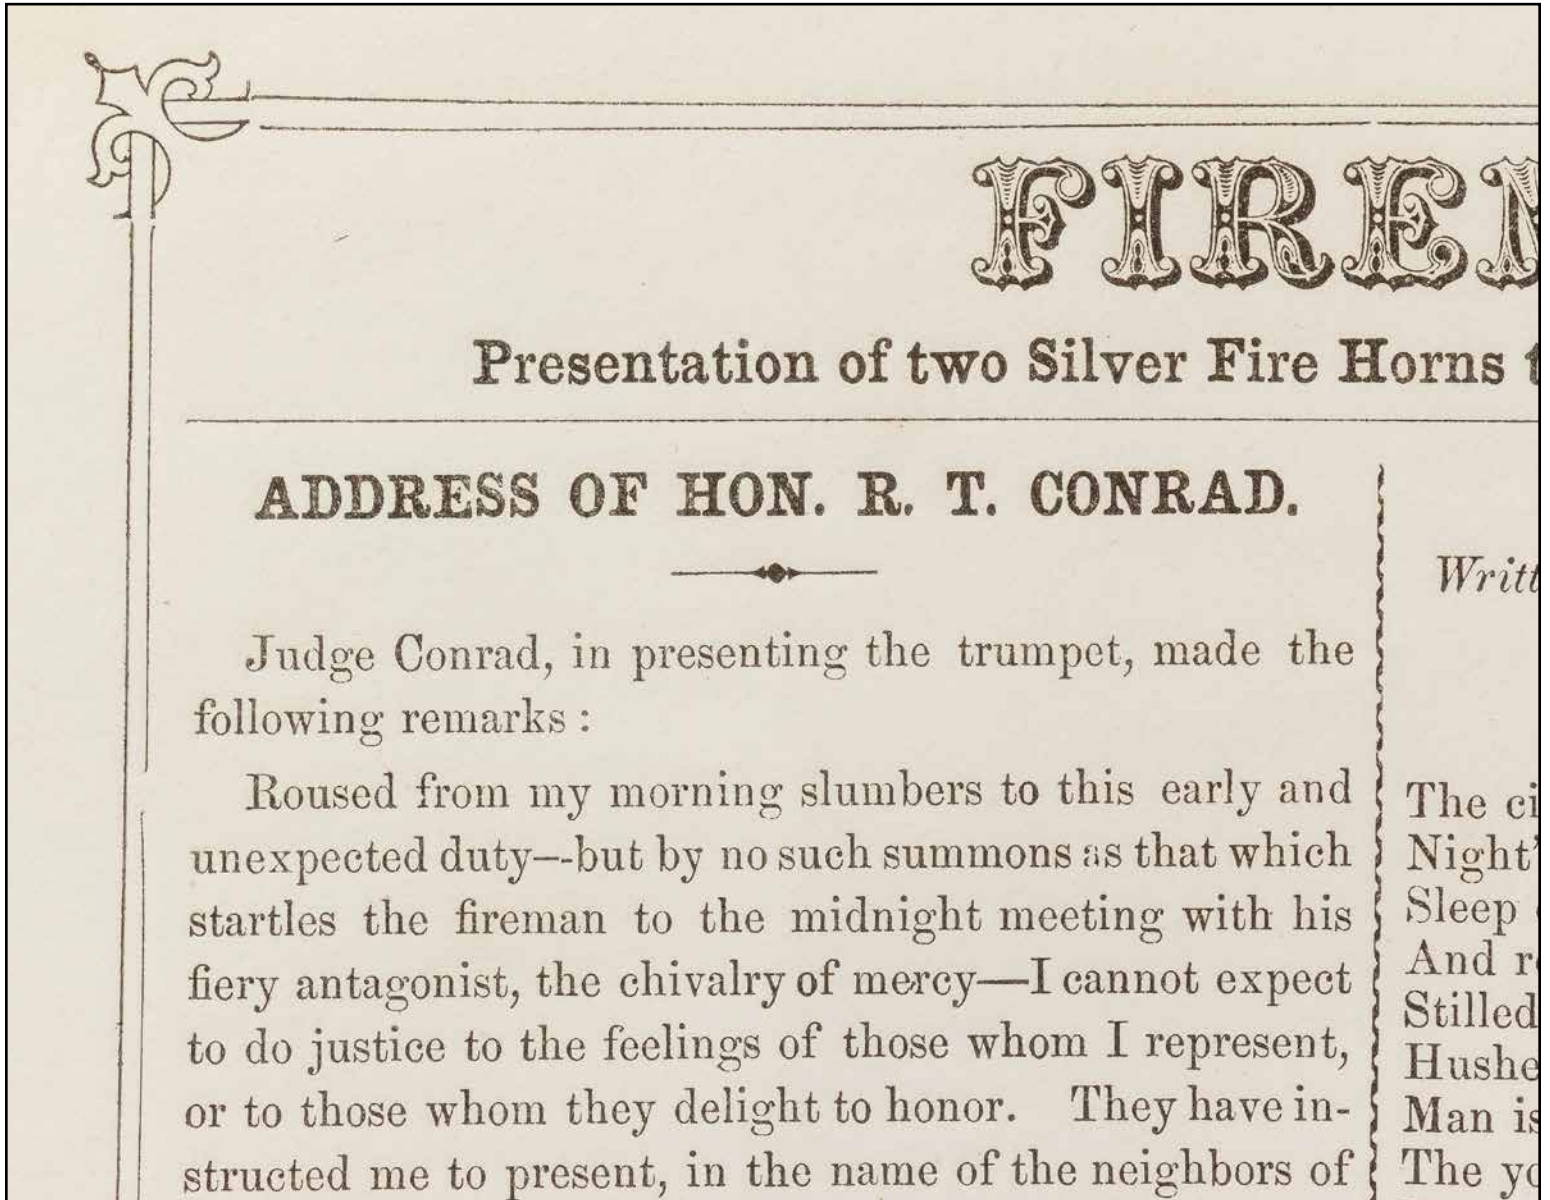 FIREM
Presentation of two Silver Fire Horns t
ADDRESS OF HON. R. T. CONRAD.
Judge Conrad, in presenting the trumpet, made the
following remarks :
Roused from my morning slumbers to this early and
unexpected duty—-but by no such summons as that which
startles the fireman to the midnight meeting with his
fiery antagonist, the chivalry of mercy—I cannot expect
to do justice to the feelings of those whom I represent,
or to those whom they delight to honor. They have in-
structed me to present, in the name of the neighbors of
Writt
The ci
Night'
Sleep
And r
Stilled
Hushe
Man is
The yo